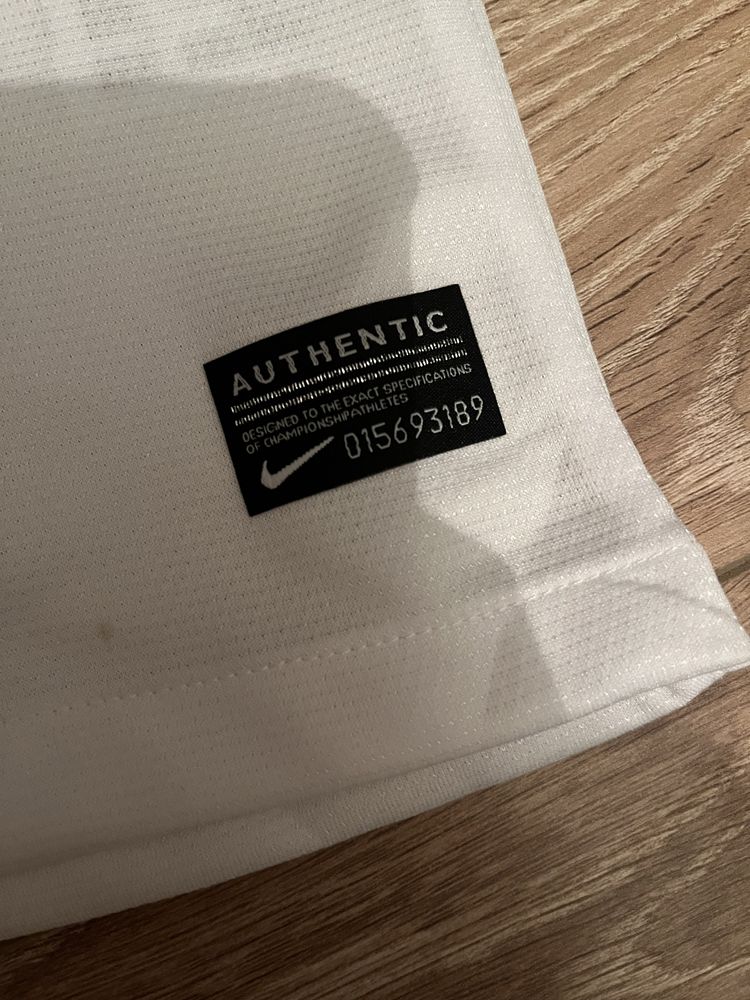 AUTHENTIC
DESIGNED TO THE EXACT SPECIFICATIONS
OF CHAMPIONSHIPATHLETES
015693189